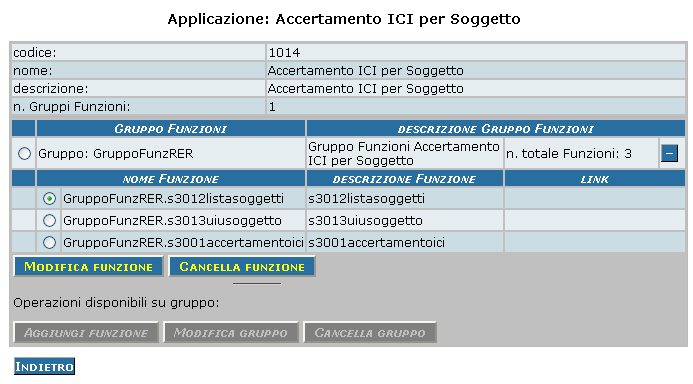 Applicazione: Accertamento ICI per Soggetto
codice: 1014
nome: Accertamento ICI per Soggetto
descrizione: Accertamento ICI per Soggetto
n. Gruppi Funzioni: 1
Gruppo Funzioni descrizione Gruppo Funzioni
Gruppo: GruppoFunzRER Gruppo Funzioni Accertamento ICI per Soggetto n. totale Funzioni: 3 −
nome Funzione descrizione Funzione link
GruppoFunzRER.s3012listasoggetti s3012listasoggetti
GruppoFunzRER.s3013uiusoggetto s3013uiusoggetto
GruppoFunzRER.s3001accertamentoici s3001accertamentoici
Modifica funzione Cancella funzione
Operazioni disponibili su gruppo:
Aggiungi funzione Modifica gruppo Cancella gruppo
Indietro